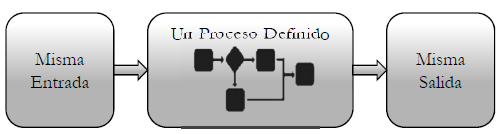 Misma
Entrada
Un Proceso Definido
Misma
Salida